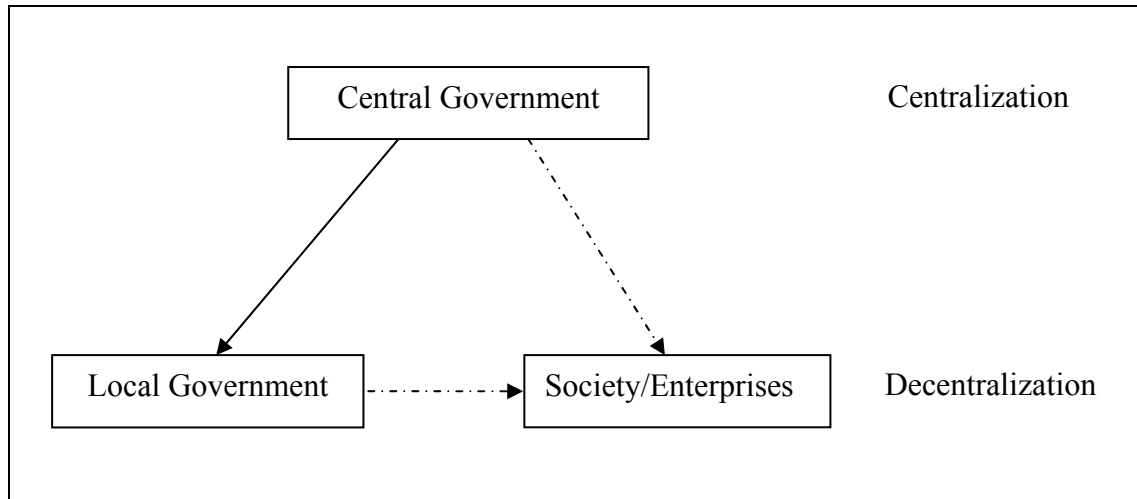 Central Government
Centralization
Local Government
Society/Enterprises
Decentralization